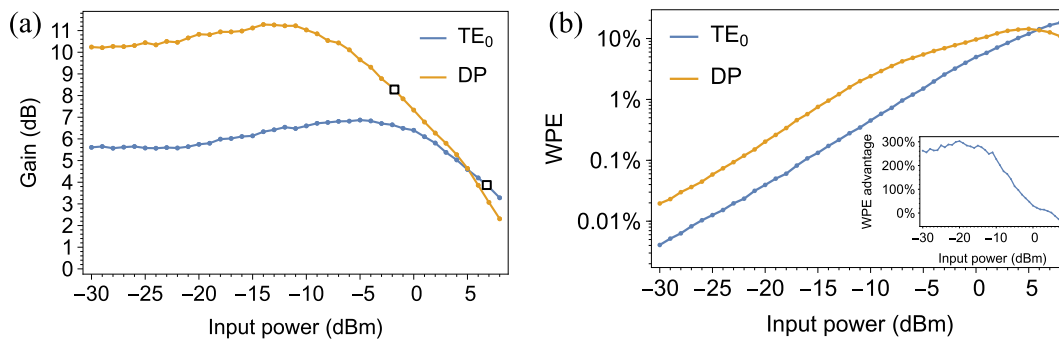 (a)
Gain (dB)
11
10
9
8
7
6
5
4
3
2
1
0
TE0
DP
−30 −25 −20 −15 −10 −5 0 5
Input power (dBm)
(b)
WPE
10%
1%
0.1%
0.01%
TE0
DP
WPE advantage
300%
200%
100%
0%
−30 −20 −10 0
Input power (dBm)
−30 −25 −20 −15 −10 −5 0 5
Input power (dBm)